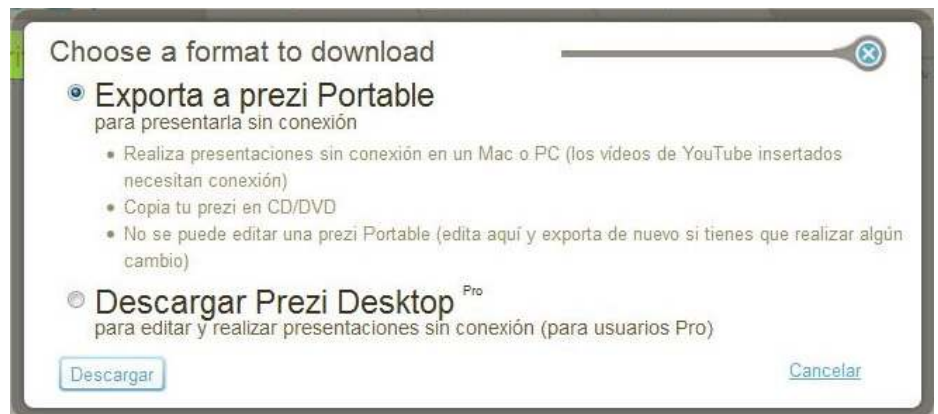 Choose a format to download
Exporta a prezi Portable
para presentarla sin conexión
• Realiza presentaciones sin conexión en un Mac o PC (los vídeos de YouTube insertados
necesitan conexión)
• Copia tu prezi en CD/DVD
• No se puede editar una prezi Portable (edita aquí y exporta de nuevo si tienes que realizar algún
cambio)
Descargar Prezi Desktop Pro
para editar y realizar presentaciones sin conexión (para usuarios Pro)
Descargar
Cancelar